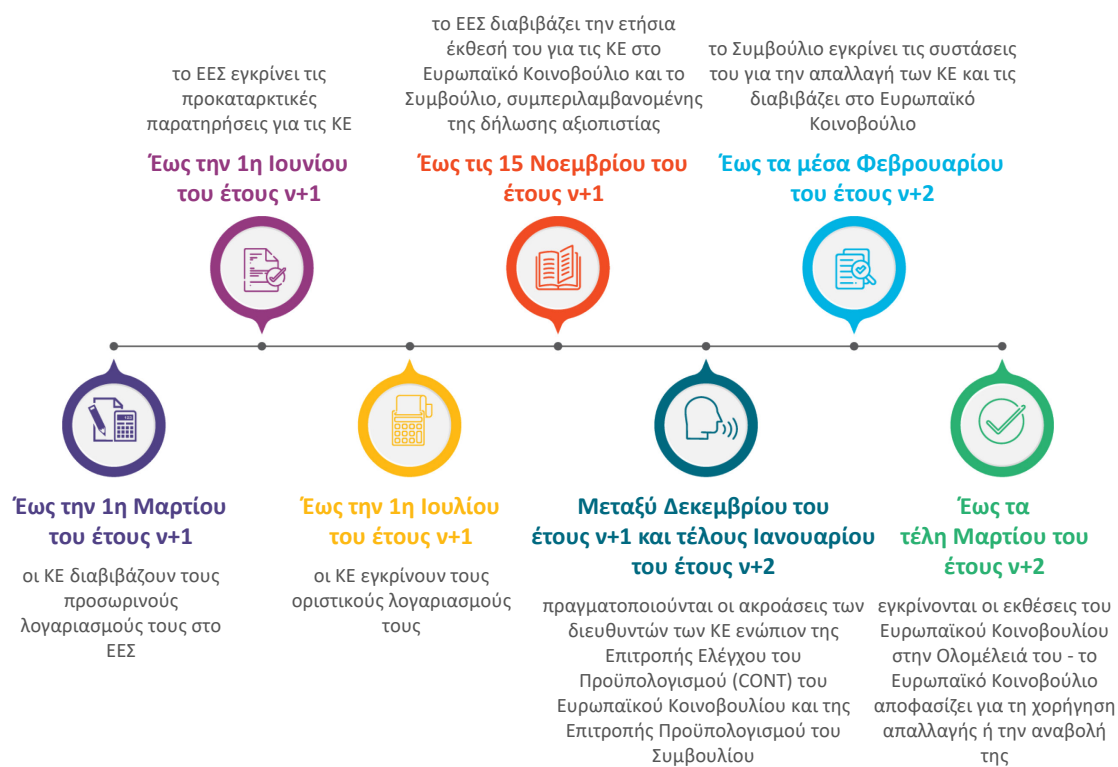 το ΕΕΣ εγκρίνει τις
προκαταρκτικές
παρατηρήσεις για τις ΚΕ
Έως την 1η Ιουνίου
του έτους ν+1
το ΕΕΣ διαβιβάζει την ετήσια
έκθεσή του για τις ΚΕ στο
Ευρωπαϊκό Κοινοβούλιο και το
Συμβούλιο, συμπεριλαμβανομένης
της δήλωσης αξιοπιστίας
Έως τις 15 Νοεμβρίου του
έτους ν+1
το Συμβούλιο εγκρίνει τις συστάσεις
του για την απαλλαγή των ΚΕ και τις
διαβιβάζει στο Ευρωπαϊκό
Κοινοβούλιο
Έως τα μέσα Φεβρουαρίου
του έτους ν+2
Έως την 1η Μαρτίου
του έτους ν+1
οι ΚΕ διαβιβάζουν τους
προσωρινούς
λογαριασμούς τους στο
ΕΕΣ
Έως την 1η Ιουλίου
του έτους ν+1
οι ΚΕ εγκρίνουν τους
οριστικούς λογαριασμούς
τους
Μεταξύ Δεκεμβρίου του
έτους ν+1 και τέλους Ιανουαρίου
του έτους ν+2
πραγματοποιούνται οι ακροάσεις των
διευθυντών των ΚΕ ενώπιον της
Επιτροπής Ελέγχου του
Προϋπολογισμού (CONT) του
Ευρωπαϊκού Κοινοβουλίου και της
Επιτροπής Προϋπολογισμού του
Συμβουλίου
Έως τα
τέλη Μαρτίου του
έτους ν+2
εγκρίνονται οι εκθέσεις του
Ευρωπαϊκού Κοινοβουλίου
στην Ολομέλειά του - το
Ευρωπαϊκό Κοινοβούλιο
αποφασίζει για τη χορήγηση
απαλλαγής ή την αναβολή
της